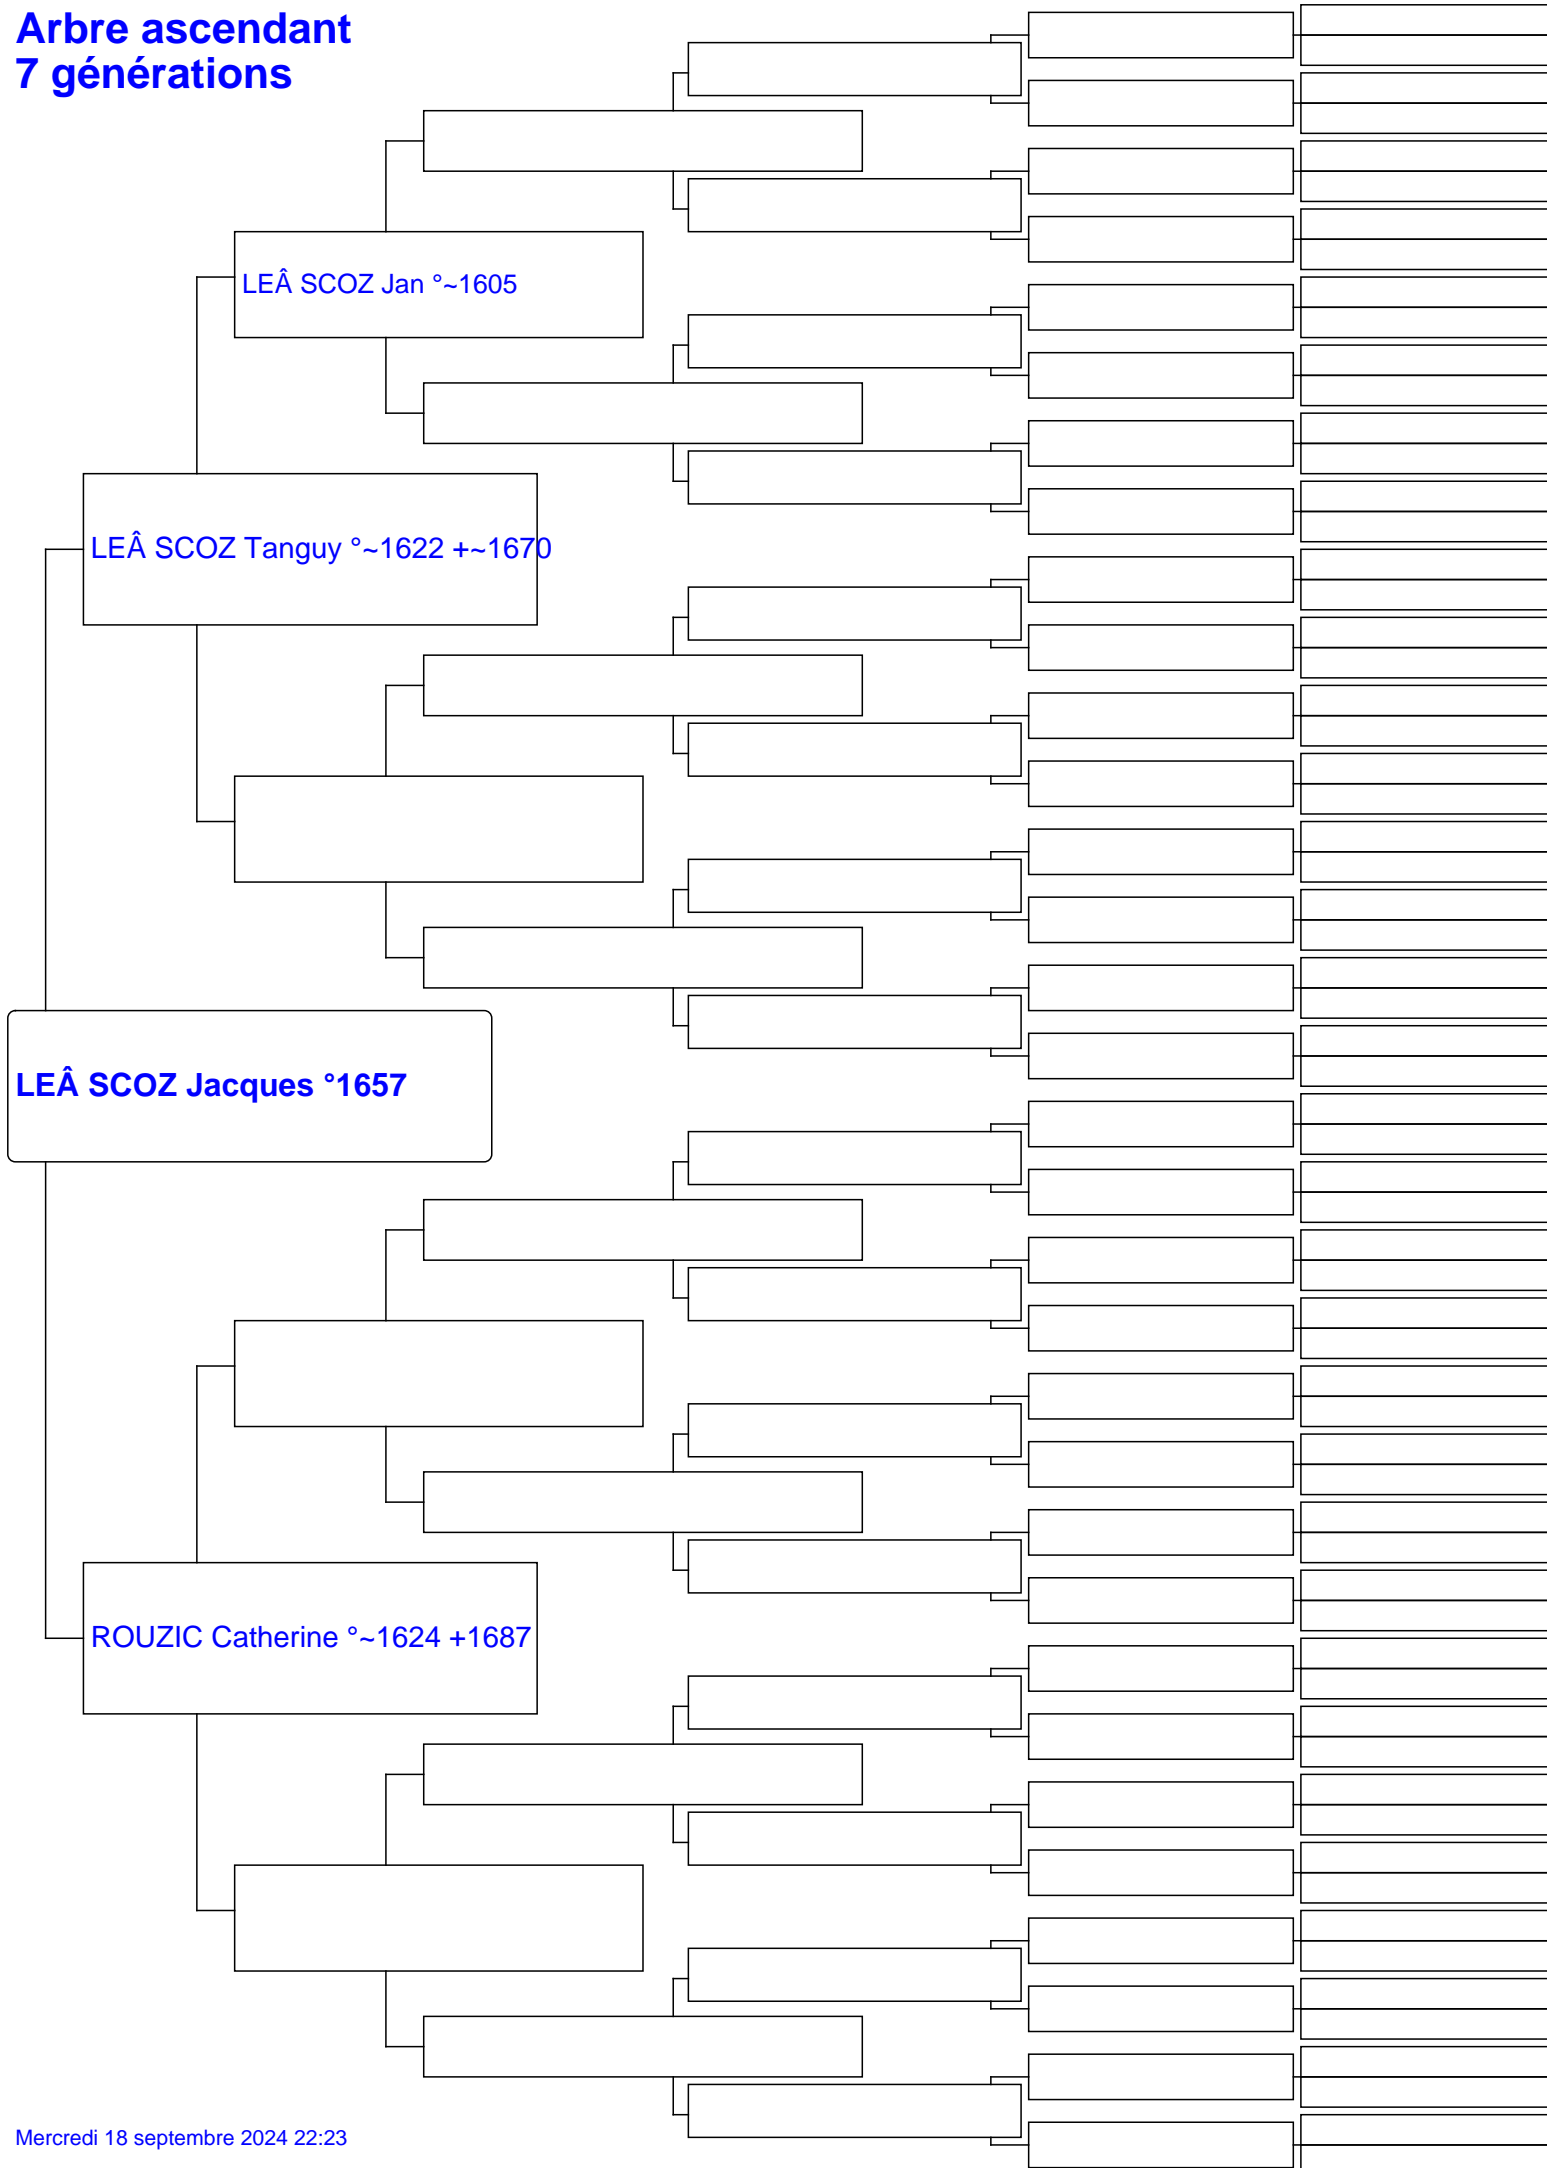 Arbre ascendant
7 générations
LEÂ SCOZ Jan °~1605
LEÂ SCOZ Tanguy °~1622 +~1670
LEÂ SCOZ Jacques °1657
ROUZIC Catherine °~1624 +1687
Mercredi 18 septembre 2024 22:23